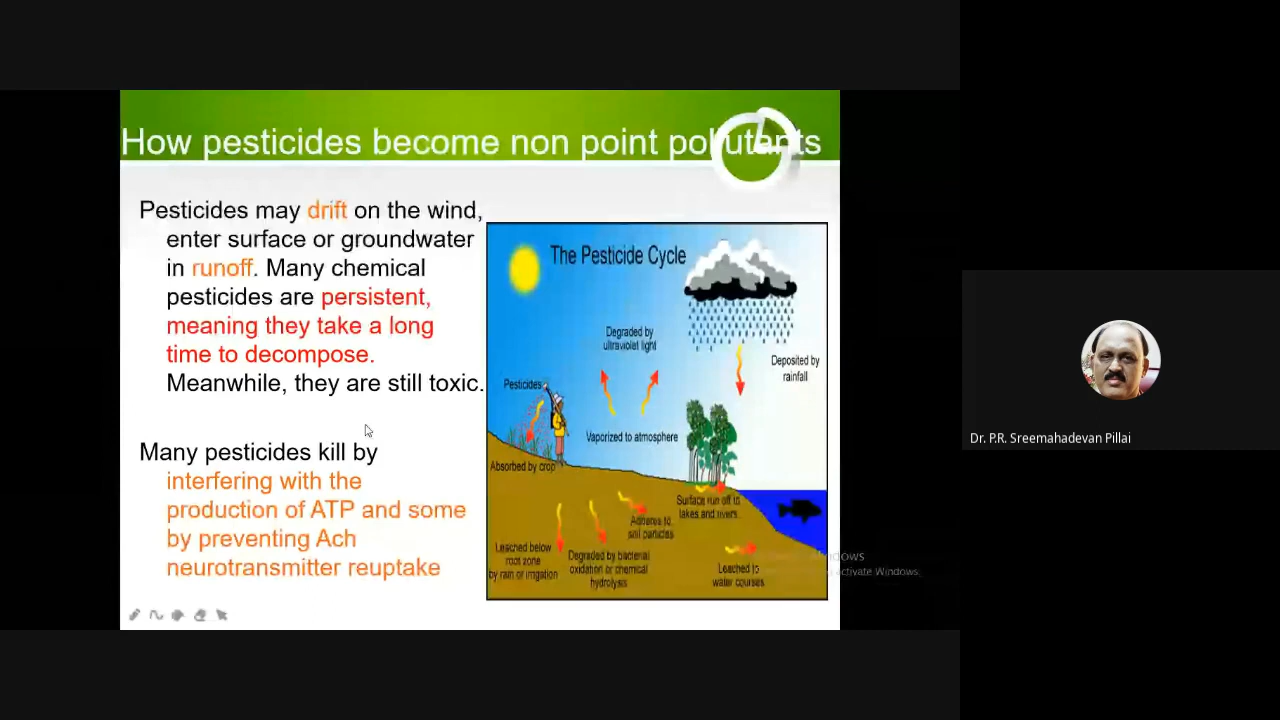 How pesticides become non point pollutants
Pesticides may drift on the wind,
enter surface or groundwater
in runoff. Many chemical
pesticides are persistent,
meaning they take a long
time to decompose.
Meanwhile, they are still toxic.
Many pesticides kill by
interfering with the
production of ATP and some
by preventing Ach
neurotransmitter reuptake
The Pesticide Cycle
Degraded by
ultraviolet light
Deposited by
rainfall
Pesticides
Vaporized to atmosphere
Absorbed by crop
Surface run off to
lakes and rivers
Adheres to
soil particles
Leached below
root zone
by rain or irrigation
Degraded by bacterial
oxidation or chemical
hydrolysis
Leached to
water courses
activate Windows.
Dr. P.R. Sreemahadevan Pillai